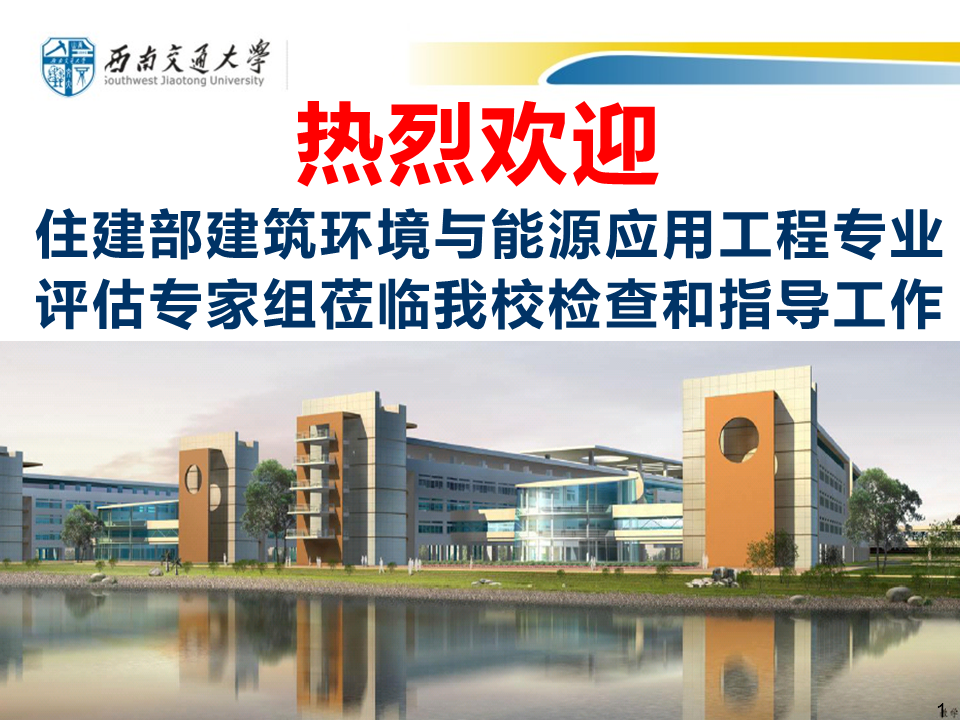 西南交通大学
Southwest Jiaotong University
热烈欢迎
住建部建筑环境与能源应用工程专业
评估专家组莅临我校检查和指导工作
1